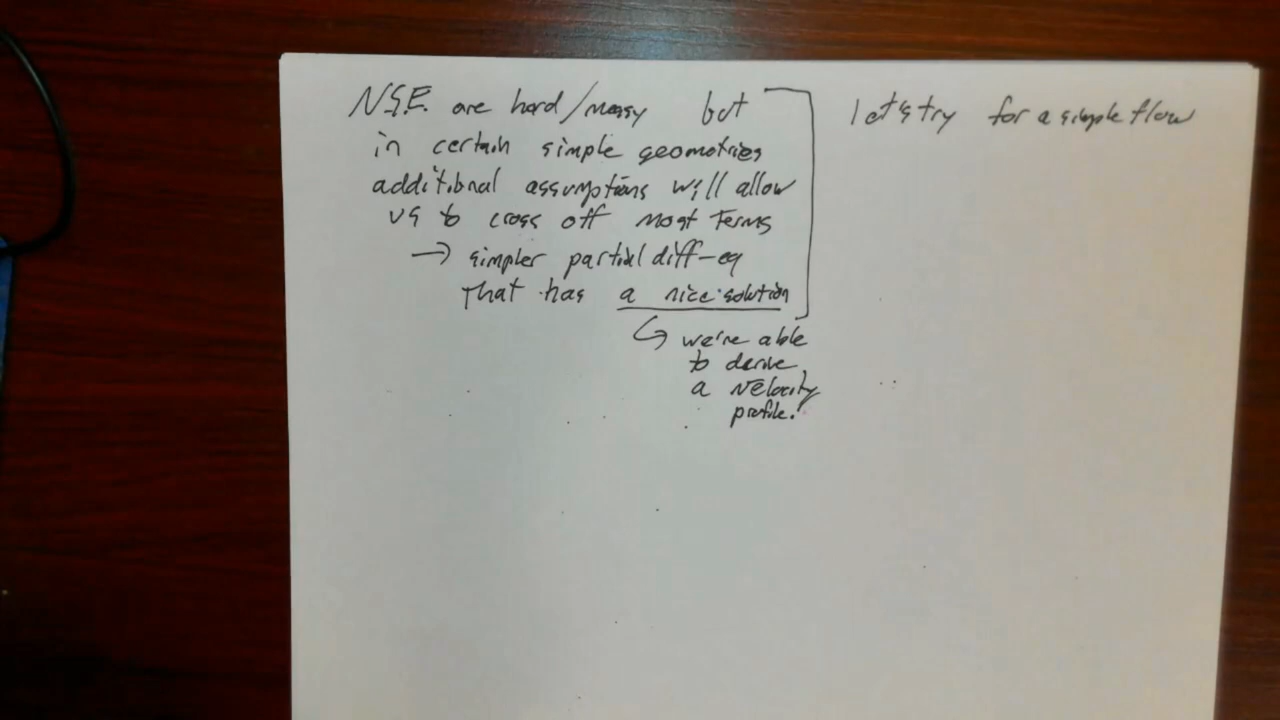 N.S.E. are hard/messy but
in certain simple geometries
additional assumptions will allow
us to cross off most terms
→ simpler partial diff-eq
that has a nice solution
↳ we're able
to derive
a velocity
profile.
let's try for a simple flow